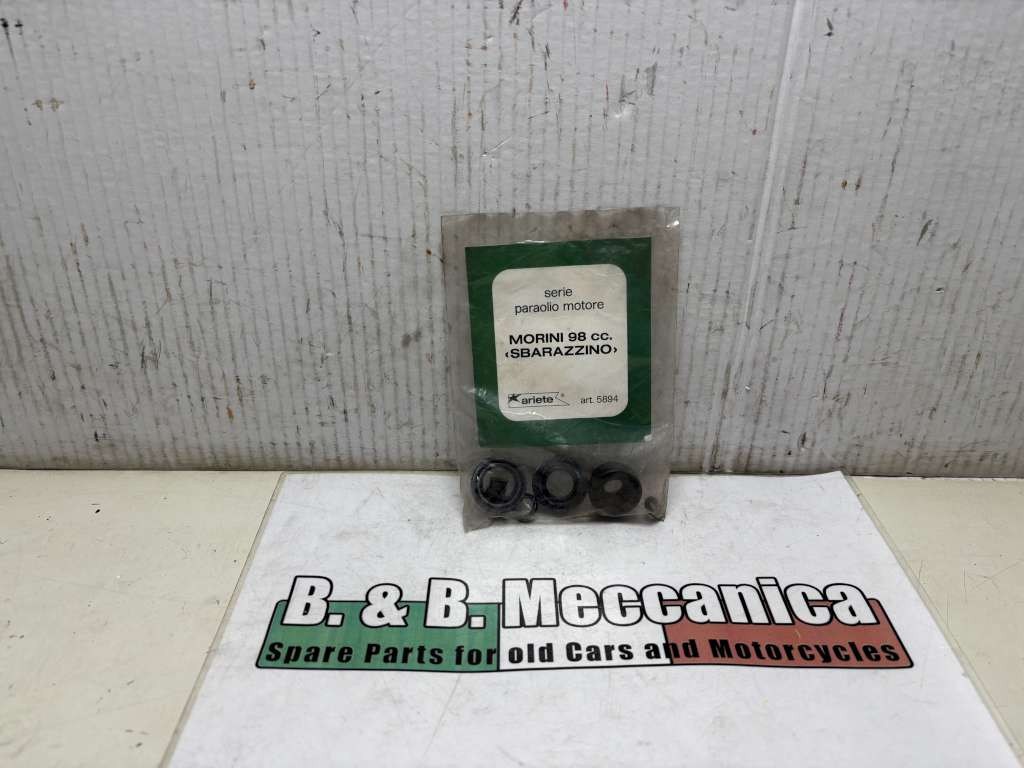 serie
paraolio motore
MORINI 98 cc.
‹SBARAZZINO›
ariete® art. 5894
B. & B. Meccanica
Spare Parts for old Cars and Motorcycles